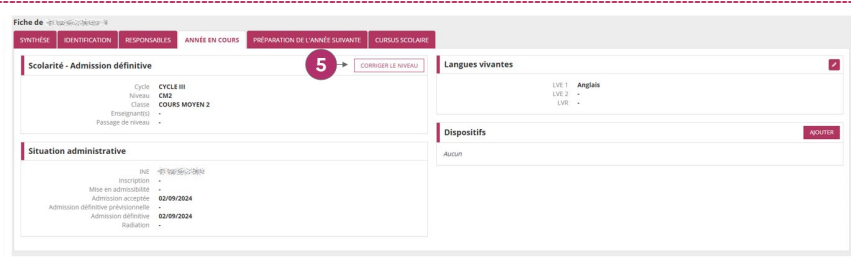 Fiche de
SYNTHÈSE IDENTIFICATION RESPONSABLES ANNÉE EN COURS PRÉPARATION DE L'ANNÉE SUIVANTE CURSUS SCOLAIRE
Scolarité - Admission définitive
5
CORRIGER LE NIVEAU
Cycle CYCLE III
Niveau CM2
Classe COURS MOYEN 2
Enseignant(s) -
Passage de niveau -
Situation administrative
INE
Inscription -
Mise en admissibilité -
Admission acceptée 02/09/2024
Admission définitive prévisionnelle -
Admission définitive 02/09/2024
Radiation -
Langues vivantes
LVE 1 Anglais
LVE 2 -
LVR -
Dispositifs
AJOUTER
Aucun